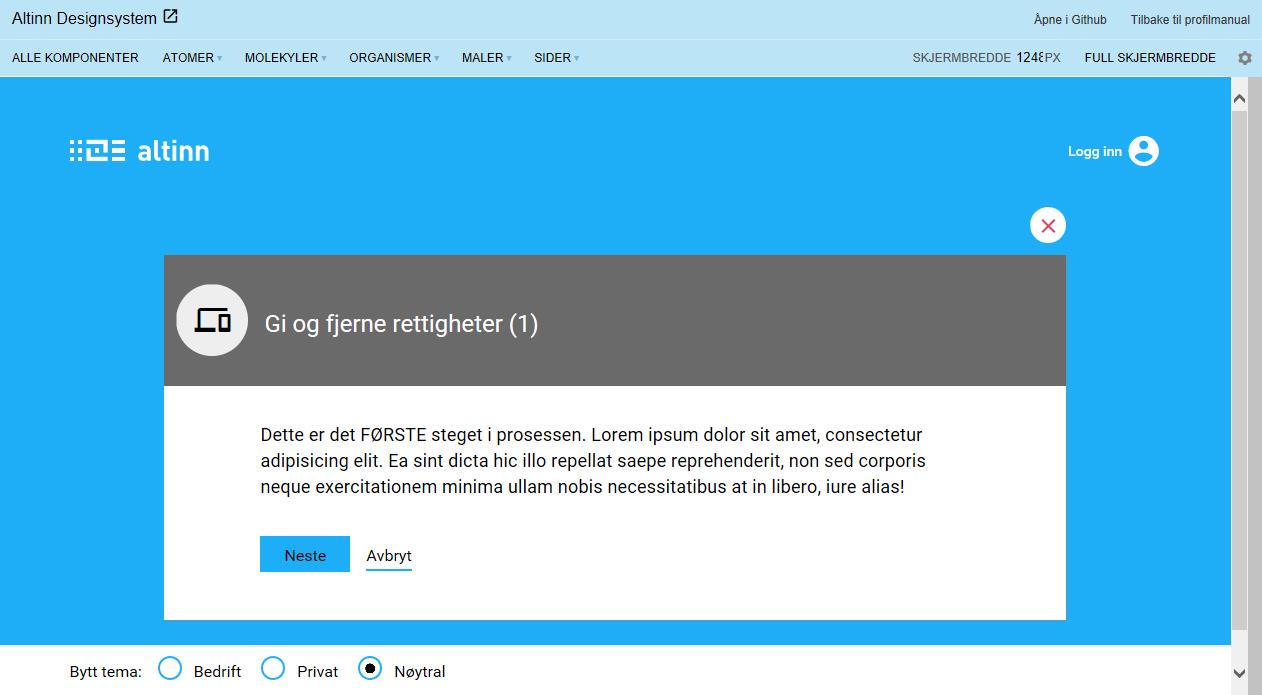 Altinn Designsystem
Åpne i Github Tilbake til profilmanual
ALLE KOMPONENTER ATOMER MOLEKYLER ORGANISMER MALER SIDER SKJERMBREDDE 1248PX FULL SKJERMBREDDE
altinn
Logg inn
Gi og fjerne rettigheter (1)
Dette er det FØRSTE steget i prosessen. Lorem ipsum dolor sit amet, consectetur
adipisicing elit. Ea sint dicta hic illo repellat saepe reprehenderit, non sed corporis
neque exercitationem minima ullam nobis necessitatibus at in libero, iure alias!
Neste Avbryt
Bytt tema: Bedrift Privat Nøytral